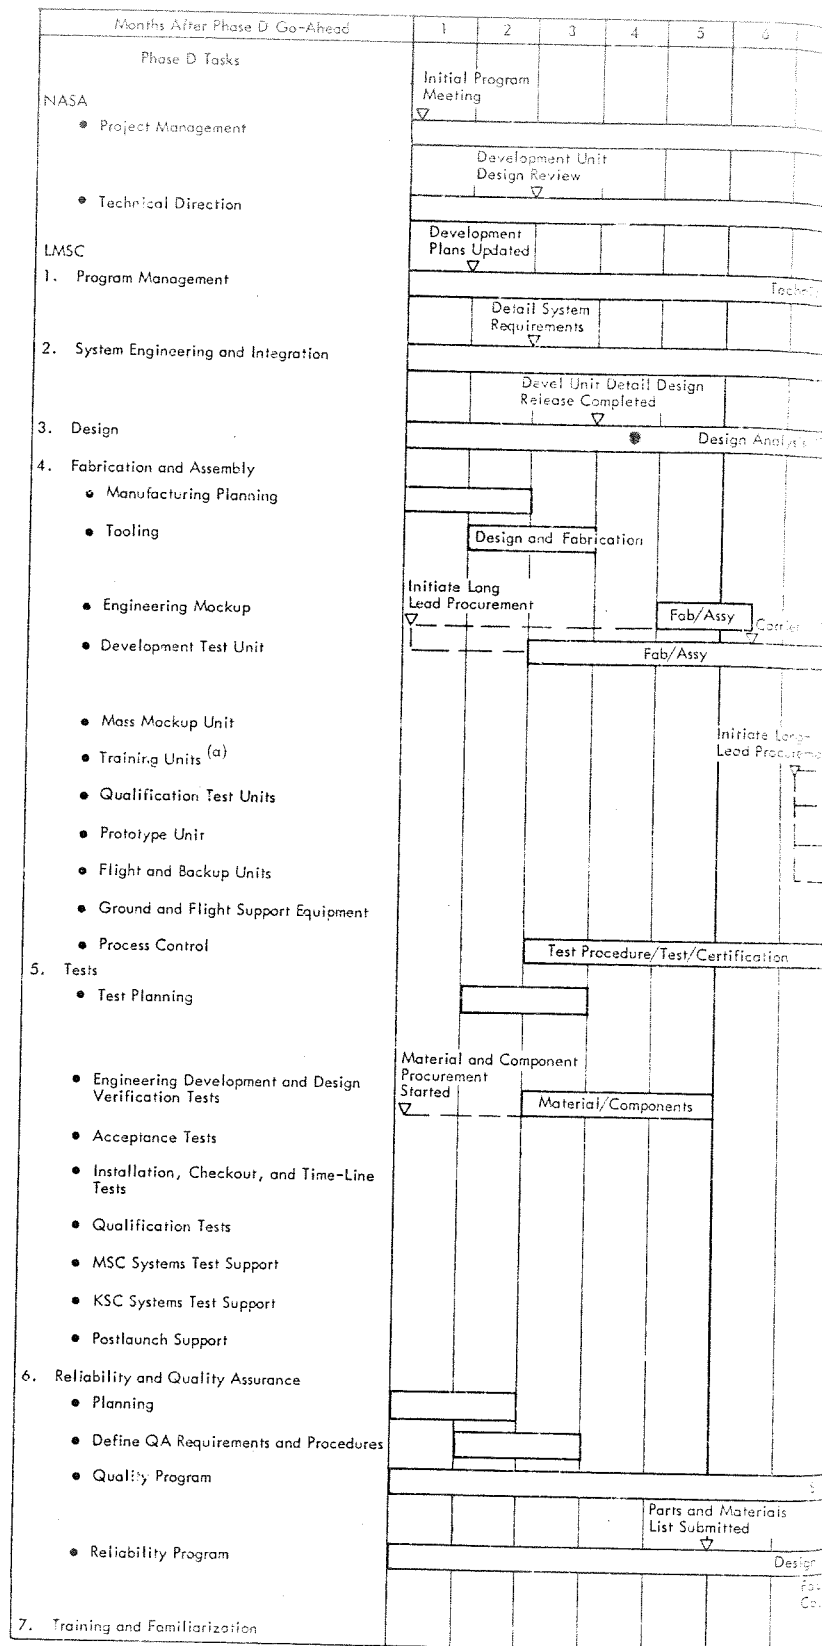 Months After Phase D Go-Ahead 1 2 3 4 5 6
Phase D Tasks
Initial Program
Meeting
NASA
• Project Management
Development Unit
Design Review
• Technical Direction
Development
Plans Updated
LMSC
1. Program Management
Detail System
Requirements
2. System Engineering and Integration
Devel Unit Detail Design
Release Completed
3. Design
Design Analysis
4. Fabrication and Assembly
• Manufacturing Planning
• Tooling
Design and Fabrication
Initiate Long
Lead Procurement
• Engineering Mockup
Fab/Assy
Carrier
• Development Test Unit
Fab/Assy
• Mass Mockup Unit
Initiate Long-
Lead
• Training Units (a)
• Qualification Test Units
• Prototype Unit
• Flight and Backup Units
• Ground and Flight Support Equipment
• Process Control
Test Procedure/Test/Certification
5. Tests
• Test Planning
Material and Component
Procurement
Started
• Engineering Development and Design
Verification Tests
Material/Components
• Acceptance Tests
• Installation, Checkout, and Time-Line
Tests
• Qualification Tests
• MSC Systems Test Support
• KSC Systems Test Support
• Postlaunch Support
6. Reliability and Quality Assurance
• Planning
• Define QA Requirements and Procedures
• Quality Program
Parts and Materials
List Submitted
• Reliability Program
Design
7. Training and Familiarization